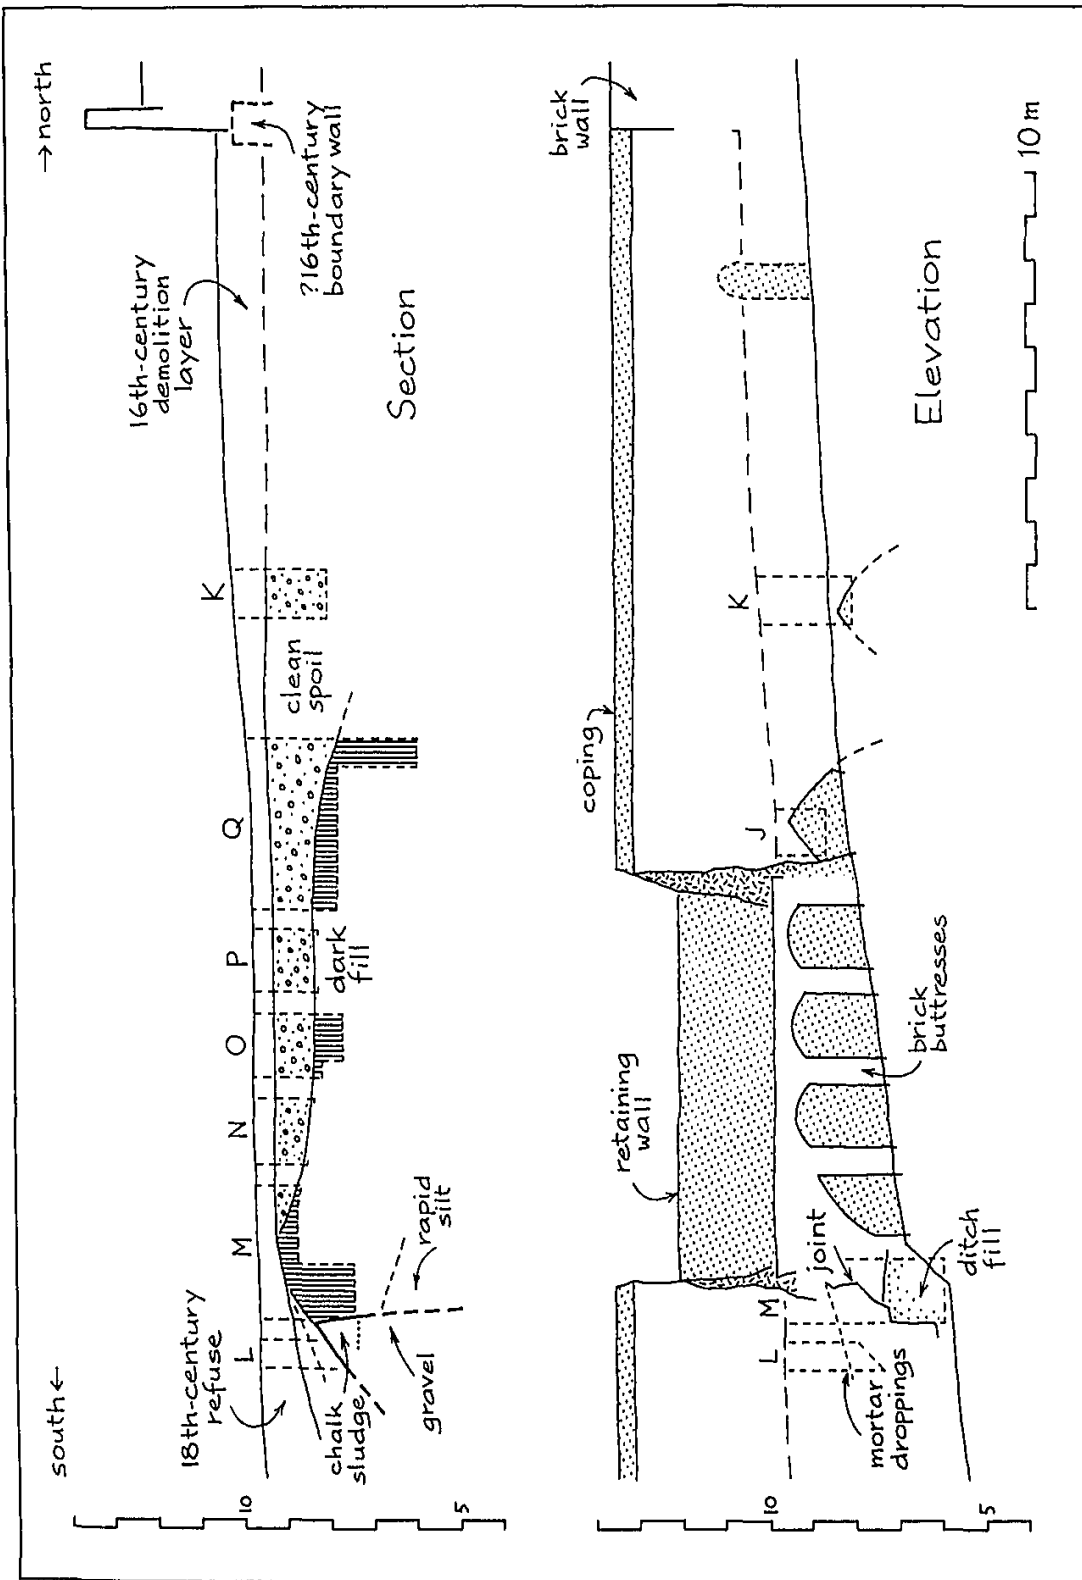 south←
→north
16th-century
demolition
layer
?16th-century
boundary wall
18th-century
refuse
L
M
N
O
P
Q
K
clean
spoil
dark
fill
chalk
sludge
gravel
rapid
silt
Section
10
5
brick
wall
coping
retaining
wall
L
M
J
K
joint
mortar
droppings
ditch
fill
brick
buttresses
Elevation
10
5
10 m